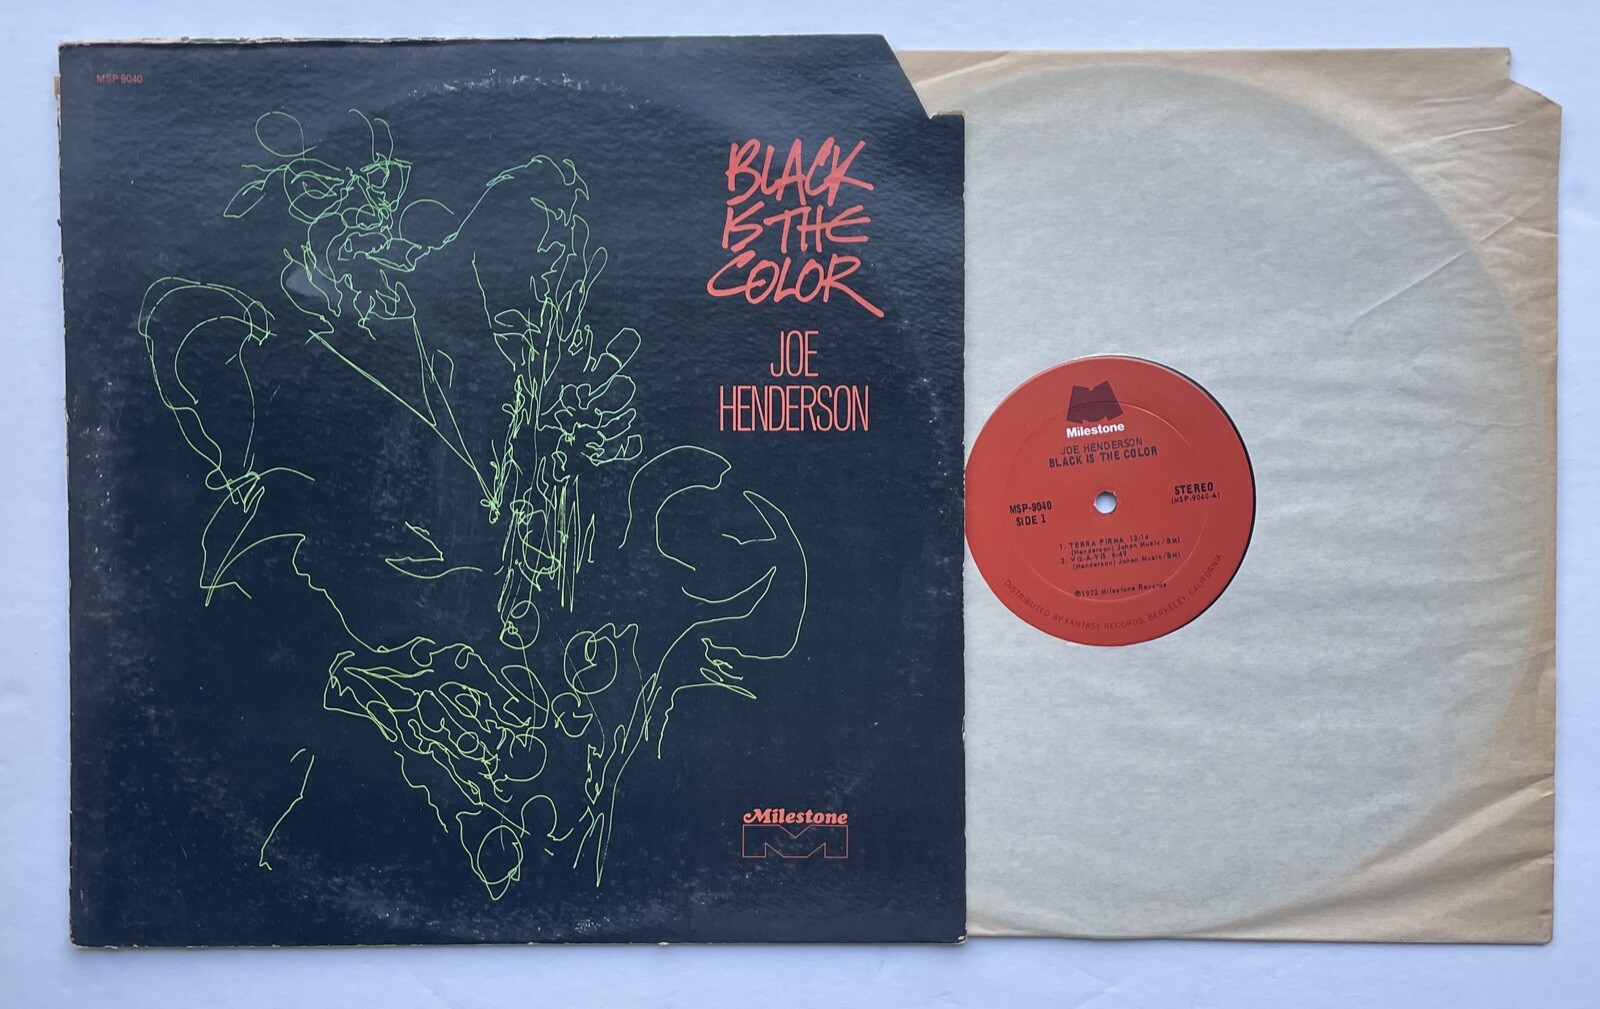 MSP 9040
BLACK
IS THE
COLOR
JOE
HENDERSON
Milestone
Milestone
JOE HENDERSON
BLACK IS THE COLOR
MSP-9040
SIDE 1
STEREO
(MSP-9040-A)
1. TERRA FIRMA 12:14
(Henderson) Johen Music/BMI
2. VIS-A-VIS 6:48
(Henderson) Johen Music/BMI
℗1972 Milestone Records
DISTRIBUTED BY FANTASY RECORDS, BERKELEY, CALIFORNIA